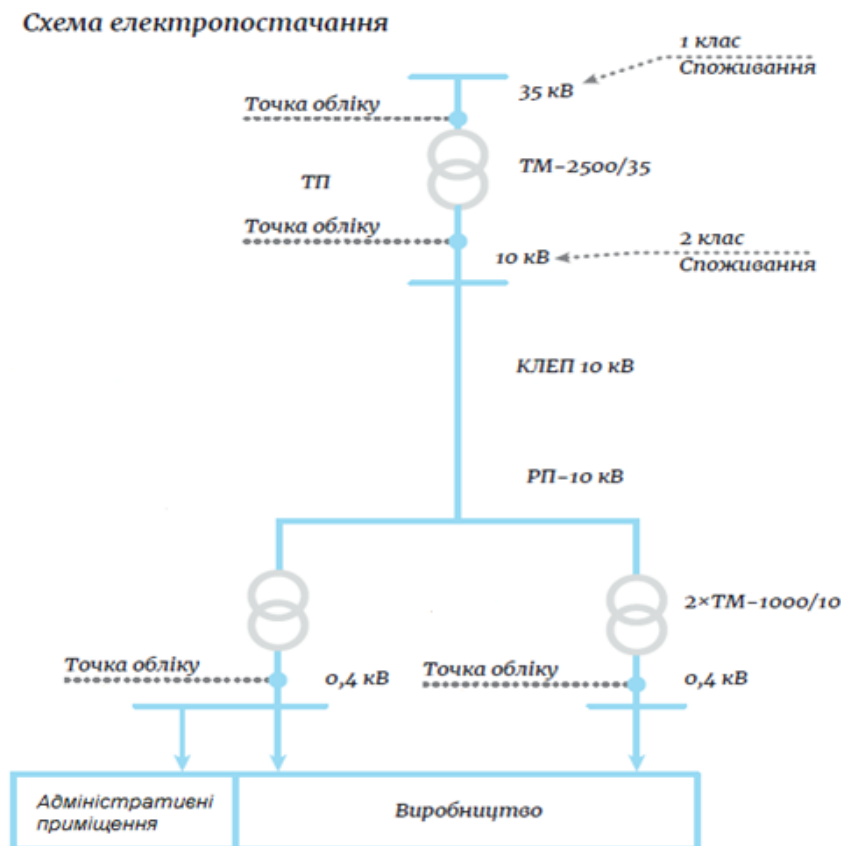 Схема електропостачання
1 клас
Споживання
35 кВ
Точка обліку
ТМ-2500/35
ТП
Точка обліку
2 клас
Споживання
10 кВ
КЛЕП 10 кВ
РП-10 кВ
2×ТМ-1000/10
Точка обліку
0,4 кВ
Точка обліку
0,4 кВ
Адміністративні
приміщення
Виробництво